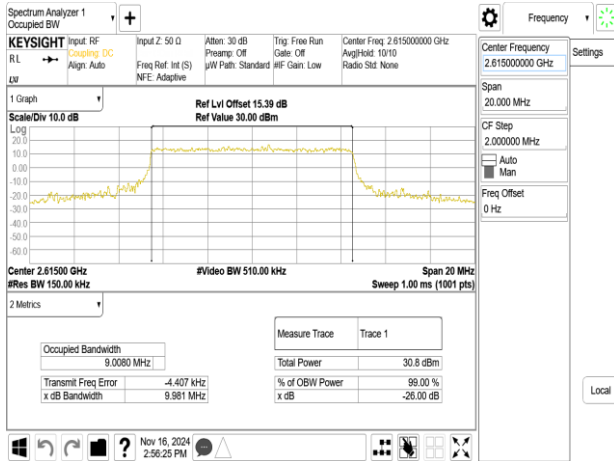 Spectrum Analyzer 1
Occupied BW
Frequency
KEYSIGHT
RL
LXI
Input: RF
Coupling: DC
Align: Auto
Input Z: 50 Ω
Freq Ref: Int (S)
NFE: Adaptive
Atten: 30 dB
Preamp: Off
µW Path: Standard
Trig: Free Run
Gate: Off
#IF Gain: Low
Center Freq: 2.615000000 GHz
Avg|Hold: 10/10
Radio Std: None
Center Frequency
2.615000000 GHz
Settings
Span
20.000 MHz
CF Step
2.000000 MHz
Auto
Man
Freq Offset
0 Hz
Local
1 Graph
Scale/Div 10.0 dB
Ref Lvl Offset 15.39 dB
Ref Value 30.00 dBm
Log
20.0
10.0
0.00
-10.0
-20.0
-30.0
-40.0
-50.0
-60.0
Center 2.61500 GHz
#Res BW 150.00 kHz
#Video BW 510.00 kHz
Span 20 MHz
Sweep 1.00 ms (1001 pts)
2 Metrics
Measure Trace Trace 1
Occupied Bandwidth
9.0080 MHz
Total Power 30.8 dBm
Transmit Freq Error -4.407 kHz
% of OBW Power 99.00 %
x dB Bandwidth 9.981 MHz
x dB -26.00 dB
?
Nov 16, 2024
2:56:25 PM